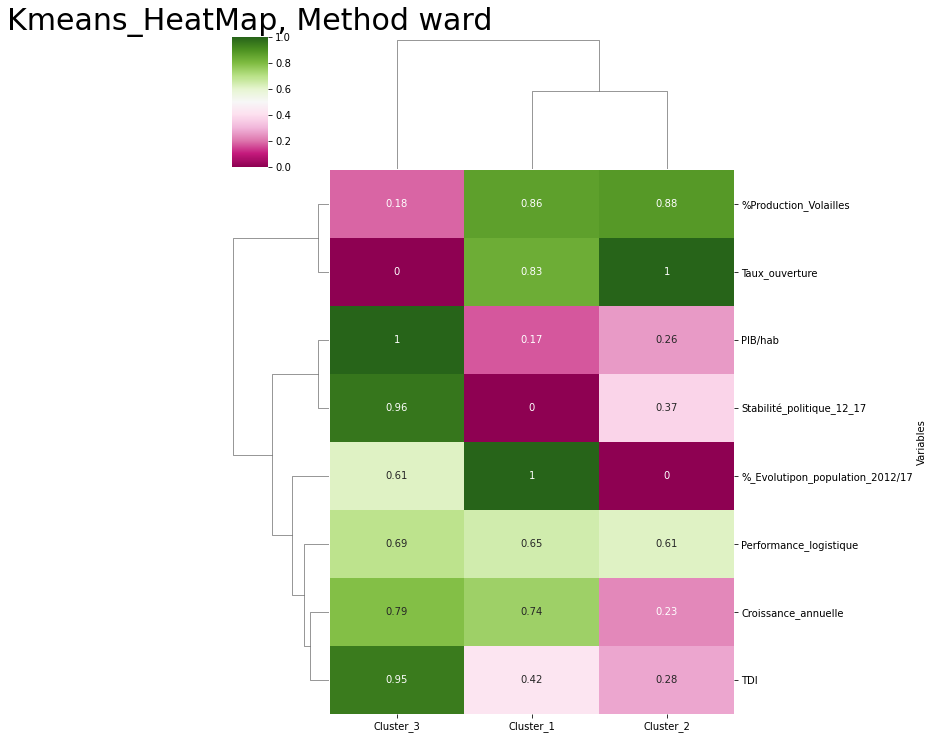 Kmeans_HeatMap, Method ward
1.0
0.8
0.6
0.4
0.2
0.0
0.18 0.86 0.88 %Production_Volailles
0 0.83 1 Taux_ouverture
1 0.17 0.26 PIB/hab
0.96 0 0.37 Stabilité_politique_12_17
Variables
0.61 1 0 %_Evolutipon_population_2012/17
0.69 0.65 0.61 Performance_logistique
0.79 0.74 0.23 Croissance_annuelle
0.95 0.42 0.28 TDI
Cluster_3 Cluster_1 Cluster_2